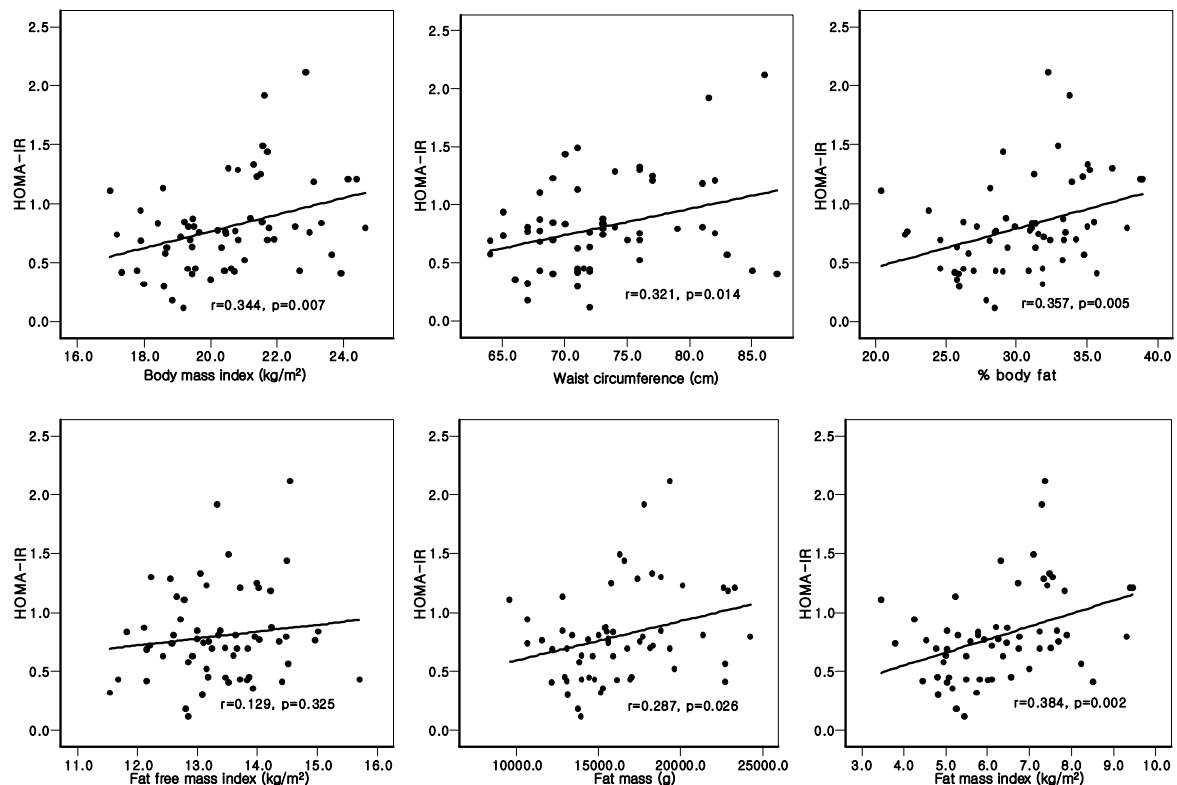 2.5
2.0
1.5
1.0
0.5
0.0
HOMA-IR
r=0.344, p=0.007
16.0 18.0 20.0 22.0 24.0
Body mass index (kg/m²)
2.5
2.0
1.5
1.0
0.5
0.0
HOMA-IR
r=0.321, p=0.014
65.0 70.0 75.0 80.0 85.0
Waist circumference (cm)
2.5
2.0
1.5
1.0
0.5
0.0
HOMA-IR
r=0.357, p=0.005
20.0 25.0 30.0 35.0 40.0
% body fat
2.5
2.0
1.5
1.0
0.5
0.0
HOMA-IR
r=0.129, p=0.325
11.0 12.0 13.0 14.0 15.0 16.0
Fat free mass index (kg/m²)
2.5
2.0
1.5
1.0
0.5
0.0
HOMA-IR
r=0.287, p=0.026
10000.0 15000.0 20000.0 25000.0
Fat mass (g)
2.5
2.0
1.5
1.0
0.5
0.0
HOMA-IR
r=0.384, p=0.002
3.0 4.0 5.0 6.0 7.0 8.0 9.0 10.0
Fat mass index (kg/m²)